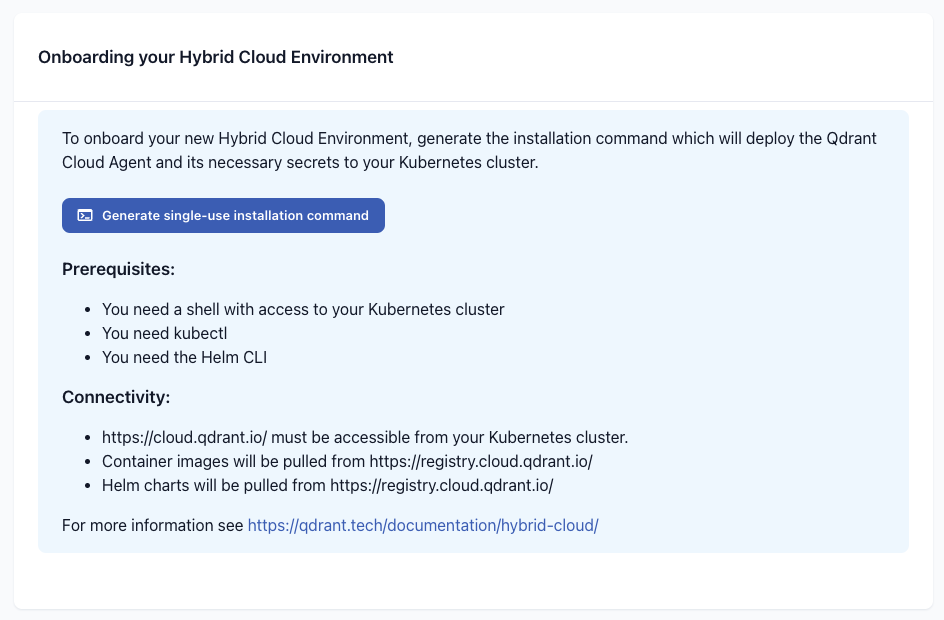 Onboarding your Hybrid Cloud Environment
To onboard your new Hybrid Cloud Environment, generate the installation command which will deploy the Qdrant
Cloud Agent and its necessary secrets to your Kubernetes cluster.
Generate single-use installation command
Prerequisites:
• You need a shell with access to your Kubernetes cluster
• You need kubectl
• You need the Helm CLI
Connectivity:
• https://cloud.qdrant.io/ must be accessible from your Kubernetes cluster.
• Container images will be pulled from https://registry.cloud.qdrant.io/
• Helm charts will be pulled from https://registry.cloud.qdrant.io/
For more information see https://qdrant.tech/documentation/hybrid-cloud/